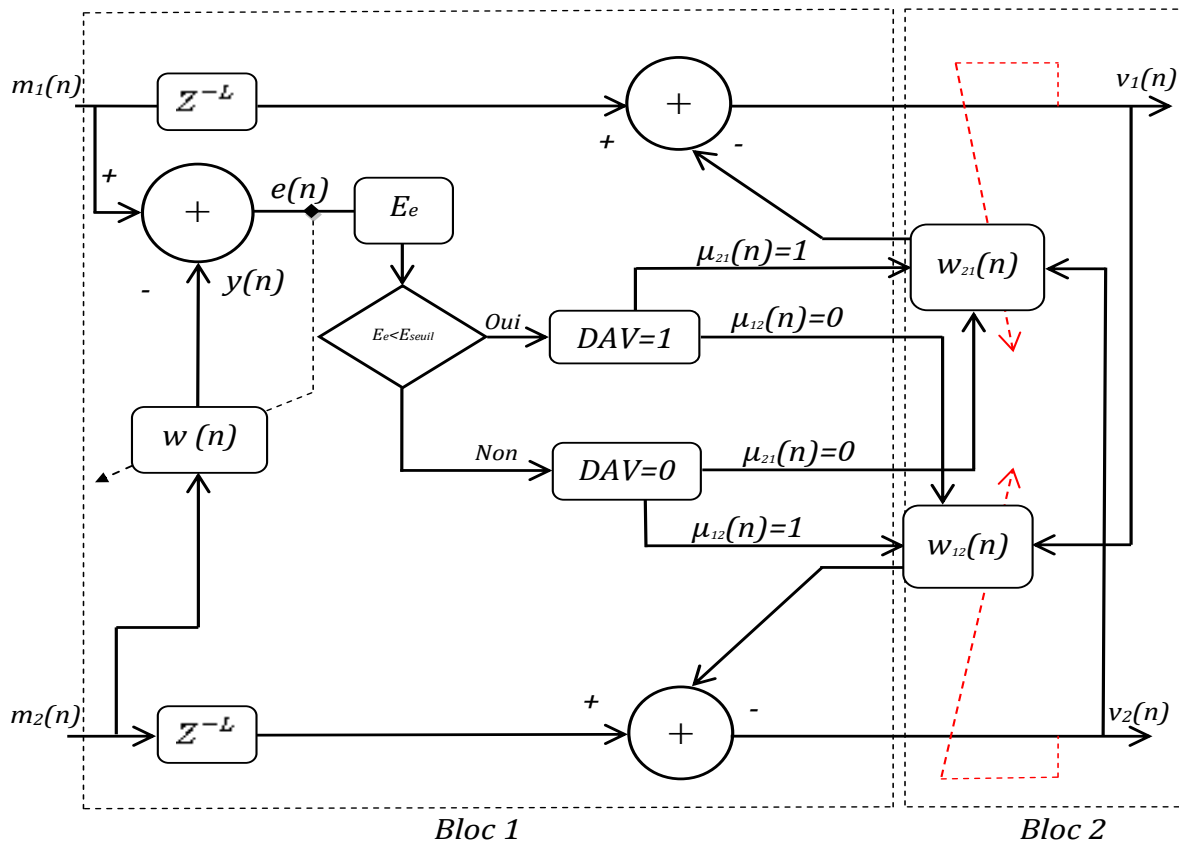 m₁(n)
Z⁻ᴸ
+
+
-
v₁(n)
+
+
e(n)
Eₑ
-
y(n)
μ₂₁(n)=1
w₂₁(n)
Eₑ<Eseuil
Oui
DAV=1
μ₁₂(n)=0
w (n)
Non
DAV=0
μ₂₁(n)=0
μ₁₂(n)=1
w₁₂(n)
m₂(n)
Z⁻ᴸ
+
+
-
v₂(n)
Bloc 1
Bloc 2